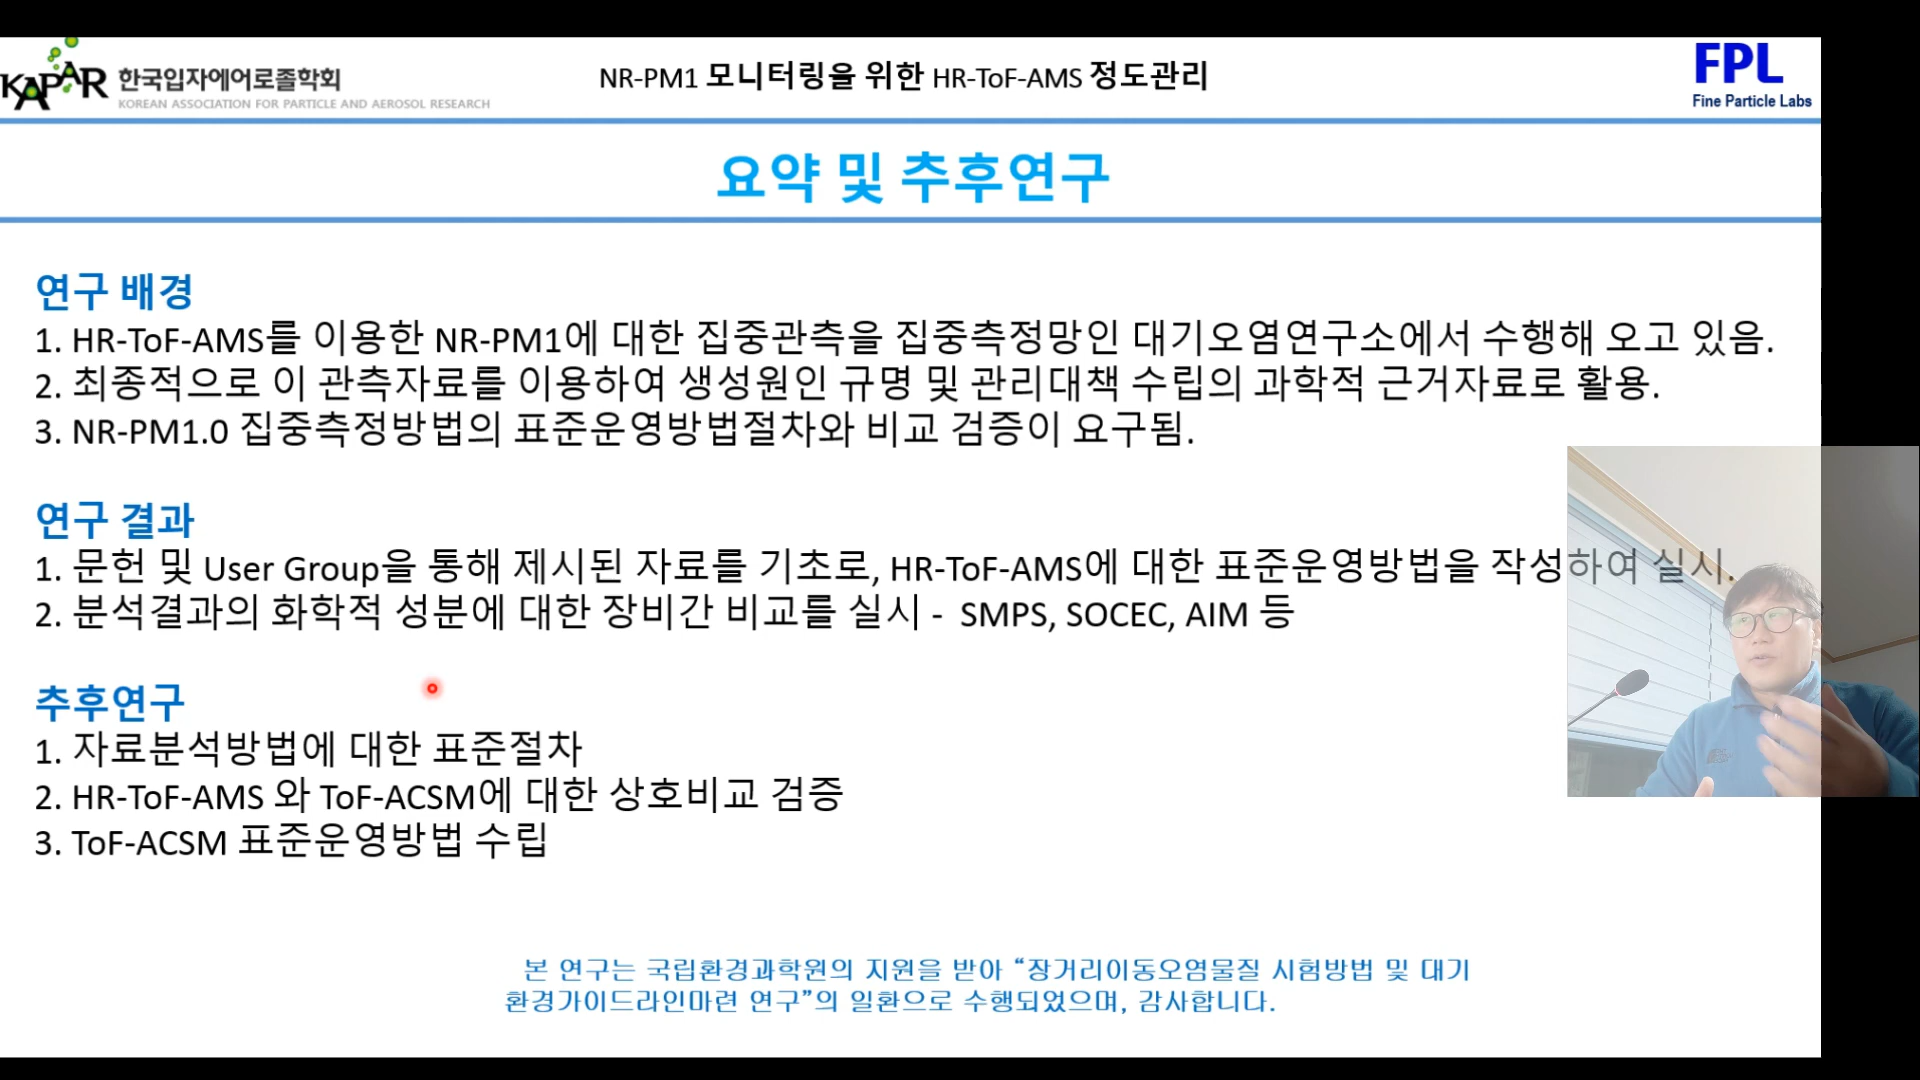 KAPAR 한국입자에어로졸학회
KOREAN ASSOCIATION FOR PARTICLE AND AEROSOL RESEARCH
NR-PM1 모니터링을 위한 HR-ToF-AMS 정도관리
FPL
Fine Particle Labs
요약 및 추후연구
연구 배경
1. HR-ToF-AMS를 이용한 NR-PM1에 대한 집중관측을 집중측정망인 대기오염연구소에서 수행해 오고 있음.
2. 최종적으로 이 관측자료를 이용하여 생성원인 규명 및 관리대책 수립의 과학적 근거자료로 활용.
3. NR-PM1.0 집중측정방법의 표준운영방법절차와 비교 검증이 요구됨.
연구 결과
1. 문헌 및 User Group을 통해 제시된 자료를 기초로, HR-ToF-AMS에 대한 표준운영방법을 작성하여 실시.
2. 분석결과의 화학적 성분에 대한 장비간 비교를 실시 - SMPS, SOCEC, AIM 등
추후연구
1. 자료분석방법에 대한 표준절차
2. HR-ToF-AMS 와 ToF-ACSM에 대한 상호비교 검증
3. ToF-ACSM 표준운영방법 수립
본 연구는 국립환경과학원의 지원을 받아 “장거리이동오염물질 시험방법 및 대기
환경가이드라인마련 연구”의 일환으로 수행되었으며, 감사합니다.